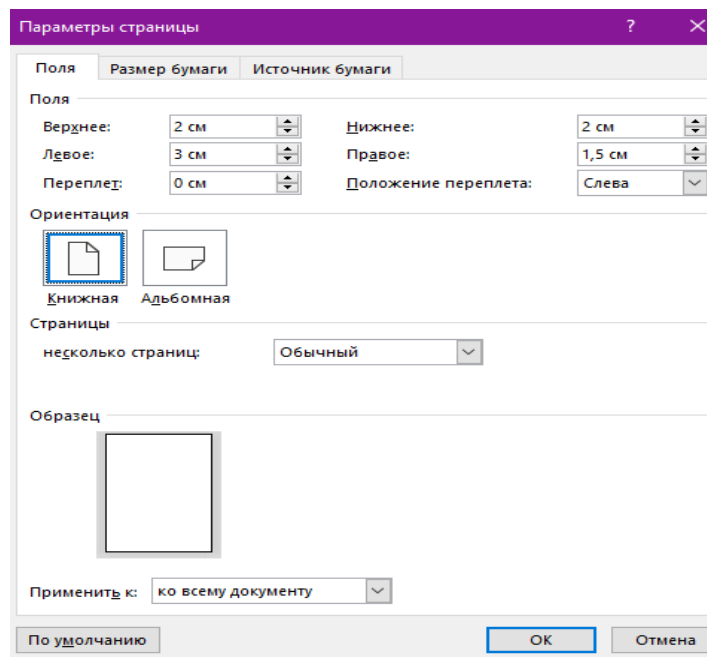 Параметры страницы ?
Поля Размер бумаги Источник бумаги
Поля
Верхнее: 2 см Нижнее: 2 см
Левое: 3 см Правое: 1,5 см
Переплет: 0 см Положение переплета: Слева
Ориентация
Книжная Альбомная
Страницы
несколько страниц: Обычный
Образец
Применить к: ко всему документу
По умолчанию ОК Отмена